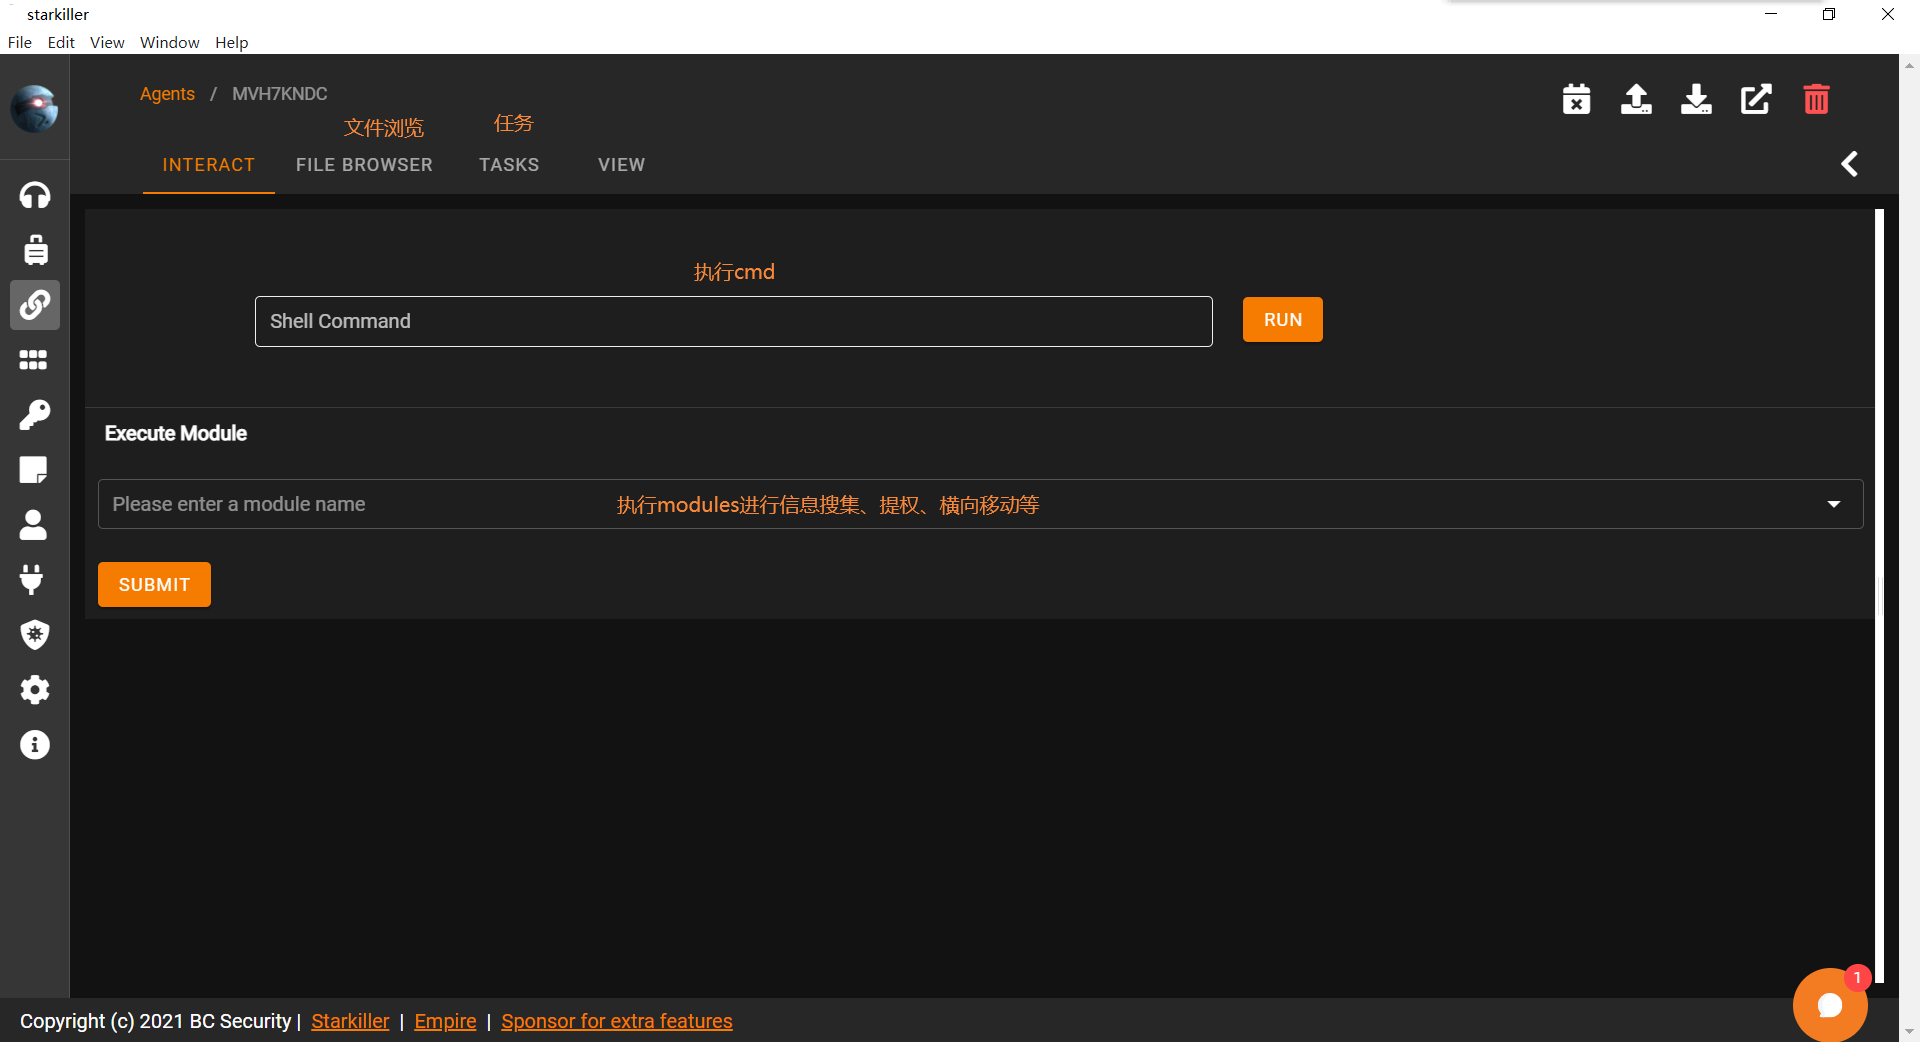 starkiller
File Edit View Window Help
Agents / MVH7KNDC
文件浏览 任务
INTERACT FILE BROWSER TASKS VIEW
执行cmd
Shell Command RUN
Execute Module
Please enter a module name 执行modules进行信息搜集、提权、横向移动等
SUBMIT
1
Copyright (c) 2021 BC Security | Starkiller | Empire | Sponsor for extra features